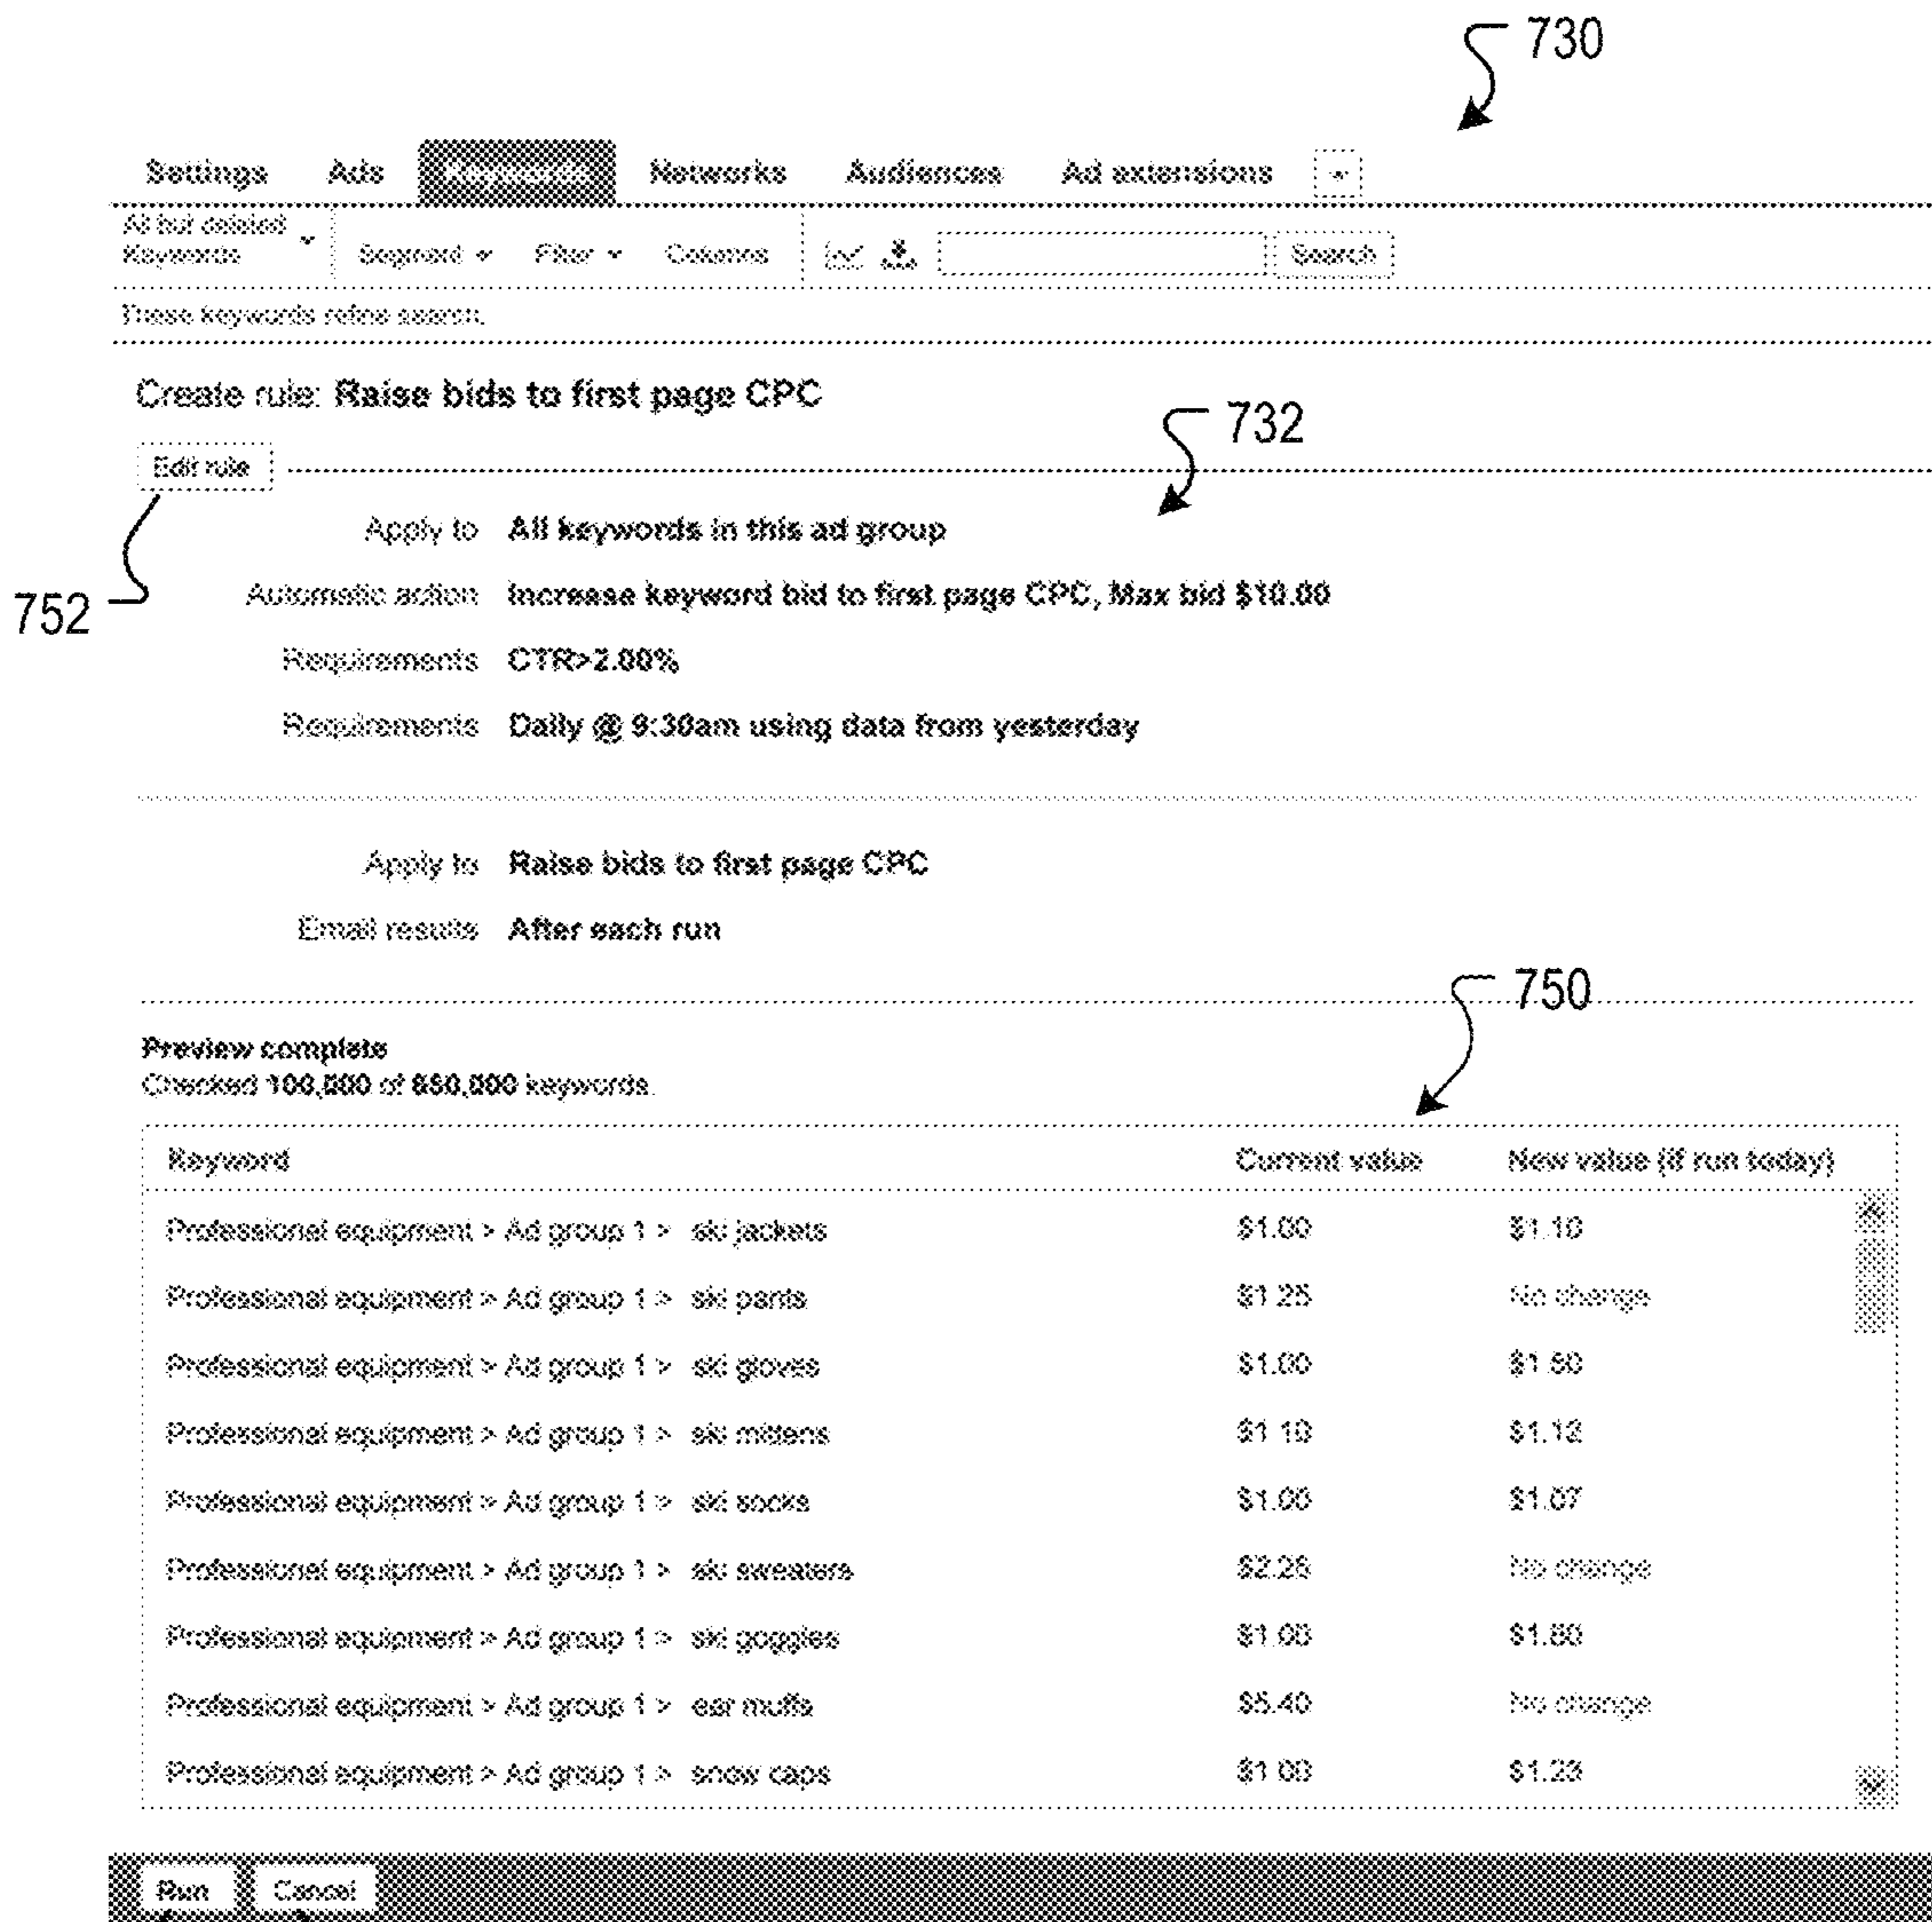 730
Settings Ads Keywords Networks Audiences Ad extensions
All but deleted
Keywords Segment Filter Columns Search
These keywords refine search.
Create rule: Raise bids to first page CPC
732
Edit rule
Apply to All keywords in this ad group
752
Automatic action Increase keyword bid to first page CPC, Max bid $10.00
Requirements CTR>2.00%
Requirements Daily @ 9:30am using data from yesterday
Apply to Raise bids to first page CPC
Email results After each run
750
Preview complete
Checked 100,000 of keywords.
Keyword Current value New value (if run today)
Professional equipment > Ad group 1 > ski jackets $1.00 $1.10
Professional equipment > Ad group 1 > ski pants $1.25 No change
Professional equipment > Ad group 1 > ski gloves $1.00
Professional equipment > Ad group 1 > ski mittens $1.10 $1.12
Professional equipment > Ad group 1 > ski socks $1.00 $1.07
Professional equipment > Ad group 1 > ski sweaters $2.25 No change
Professional equipment > Ad group 1 > ski goggles $1.00
Professional equipment > Ad group 1 > ear muffs $5.40 No change
Professional equipment > Ad group 1 > snow caps $1.00 $1.23
Run Cancel